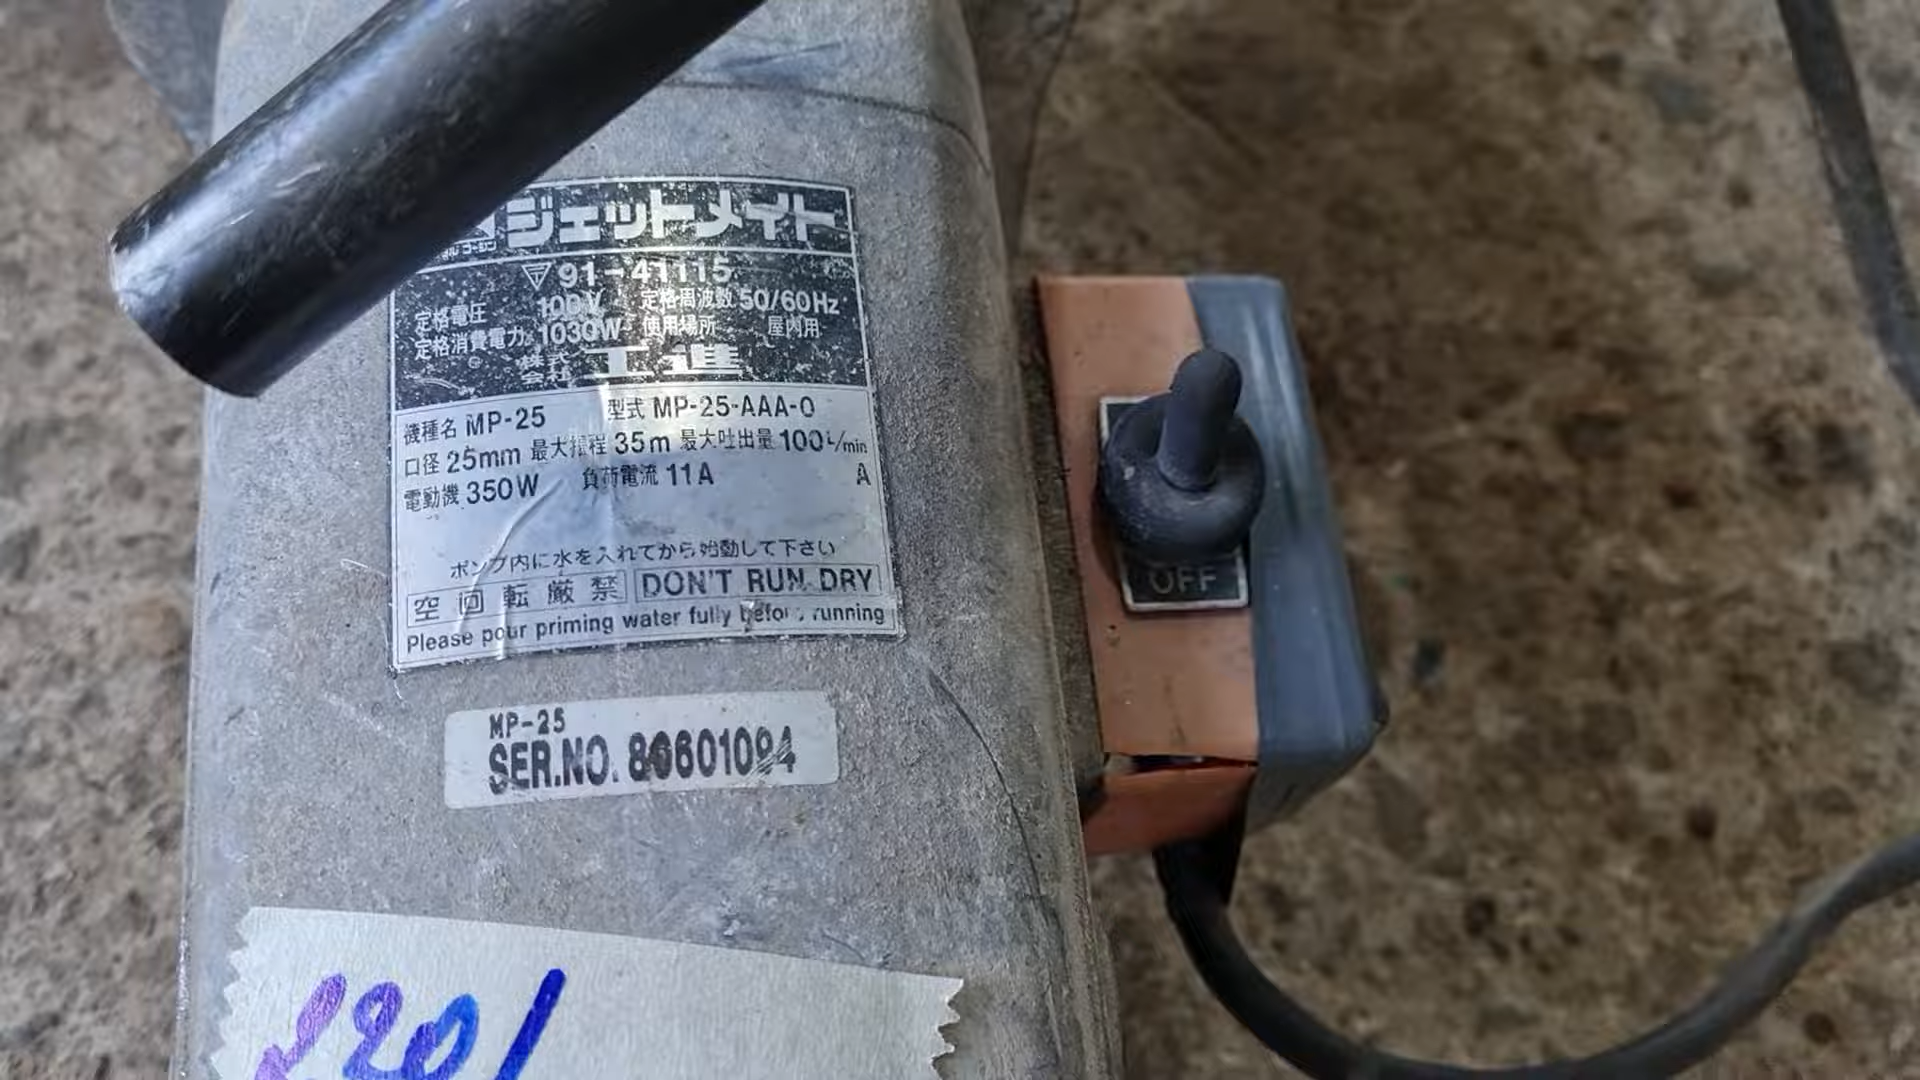 ジェットメイト
91-41115
定格電圧 100V 定格周波数 50/60Hz
定格消費電力 1030W 使用場所 屋内用
株式会社 工進
機種名 MP-25 型式 MP-25-AAA-0
口径 25mm 最大揚程 35m 最大吐出量 100L/min
電動機 350W 負荷電流 11A A
ポンプ内に水を入れてから始動して下さい
空回転厳禁 DON'T RUN DRY
Please pour priming water fully before running
MP-25
SER.NO.
OFF